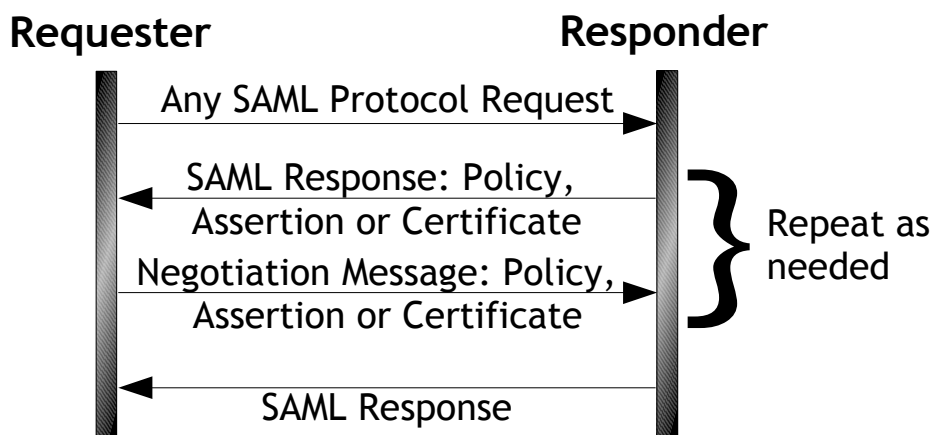 Requester
Responder
Any SAML Protocol Request
SAML Response: Policy,
Assertion or Certificate
Negotiation Message: Policy,
Assertion or Certificate
Repeat as
needed
SAML Response